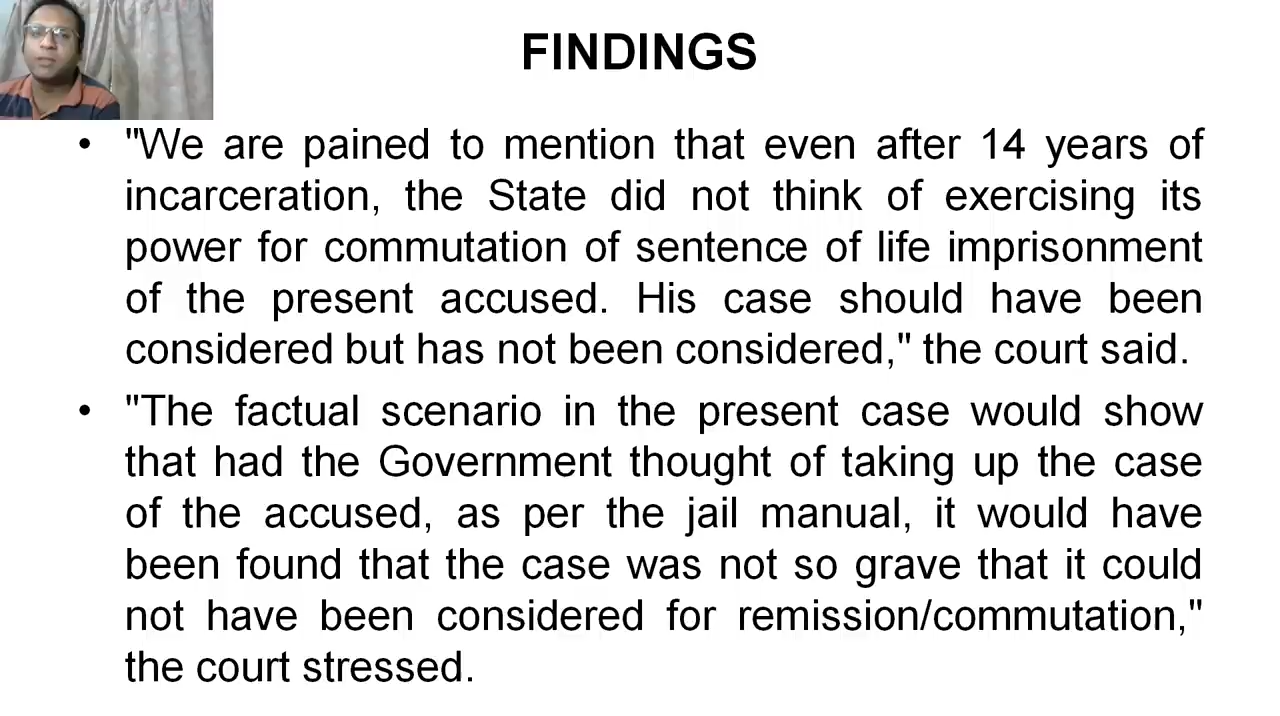 FINDINGS
• "We are pained to mention that even after 14 years of
incarceration, the State did not think of exercising its
power for commutation of sentence of life imprisonment
of the present accused. His case should have been
considered but has not been considered," the court said.
• "The factual scenario in the present case would show
that had the Government thought of taking up the case
of the accused, as per the jail manual, it would have
been found that the case was not so grave that it could
not have been considered for remission/commutation,"
the court stressed.